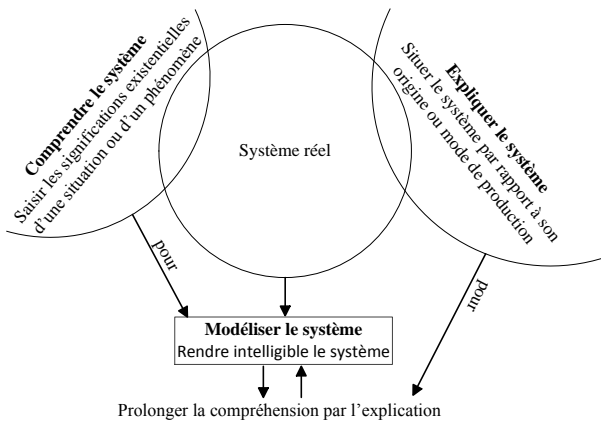 Comprendre le système
Saisir les significations existentielles
d'une situation ou d'un phénomène
Système réel
Expliquer le système
Situer le système par rapport à son
origine ou mode de production
pour
pour
Modéliser le système
Rendre intelligible le système
Prolonger la compréhension par l'explication